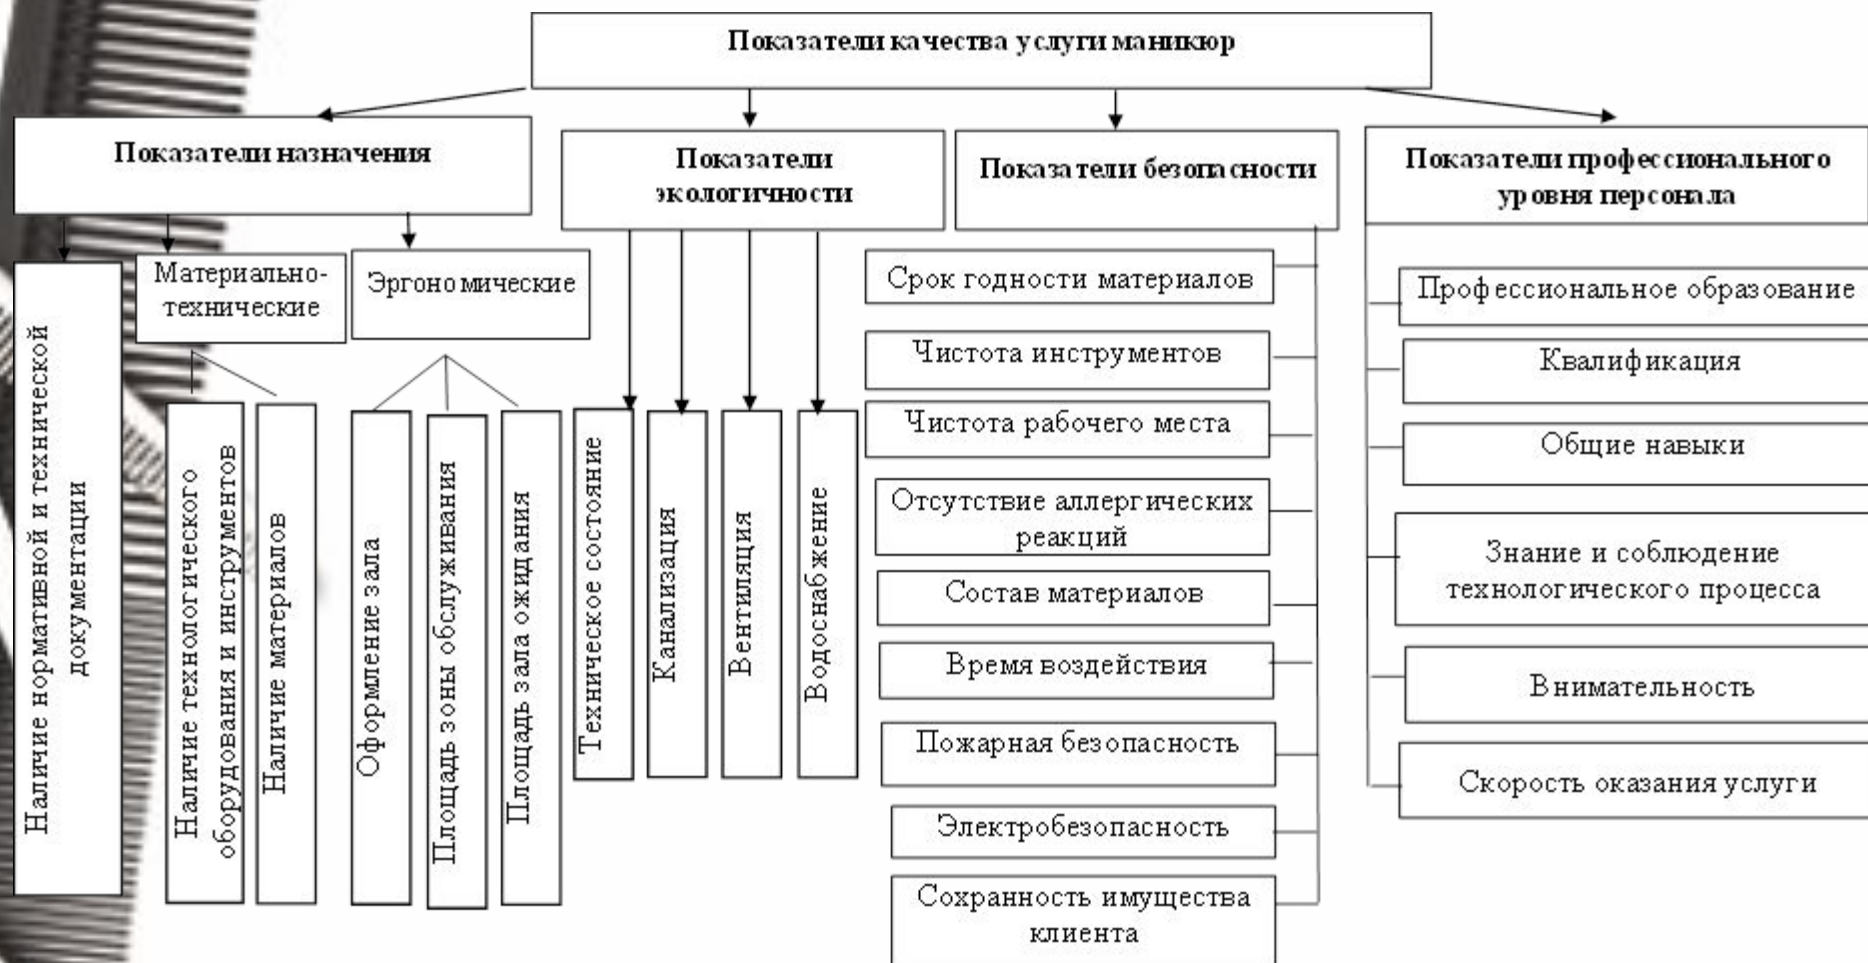 Показатели качества услуги маникюр
Показатели назначения
Показатели
экологичности
Показатели безопасности
Показатели профессионального
уровня персонала
Наличие нормативной и технической
документации
Материально-
технические
Эргономические
Наличие технологического
оборудования и инструментов
Наличие материалов
Оформление зала
Площадь зоны обслуживания
Площадь зала ожидания
Техническое состояние
Канализация
Вентиляция
Водоснабжение
Срок годности материалов
Чистота инструментов
Чистота рабочего места
Отсутствие аллергических
реакций
Состав материалов
Время воздействия
Пожарная безопасность
Электробезопасность
Сохранность имущества
клиента
Профессиональное образование
Квалификация
Общие навыки
Знание и соблюдение
технологического процесса
Внимательность
Скорость оказания услуги